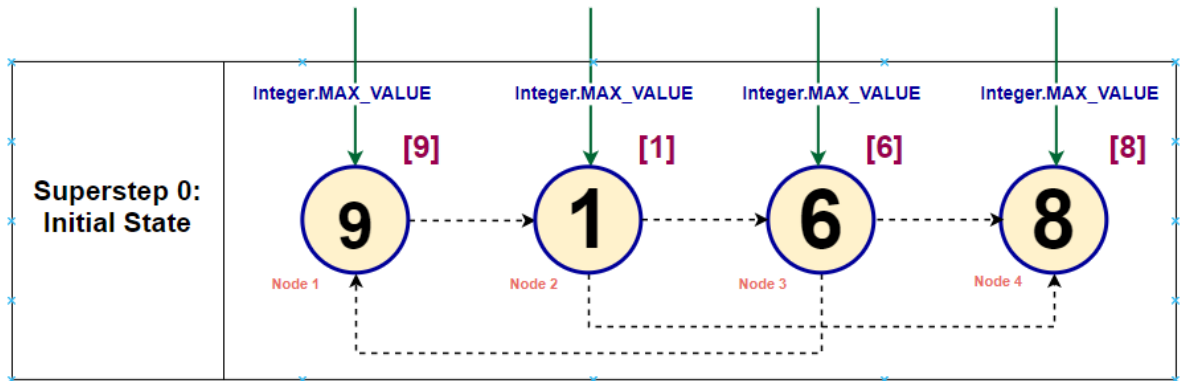 Integer.MAX_VALUE
Integer.MAX_VALUE
Integer.MAX_VALUE
Integer.MAX_VALUE
[9]
[1]
[6]
[8]
Superstep 0:
Initial State
9
1
6
8
Node 1
Node 2
Node 3
Node 4